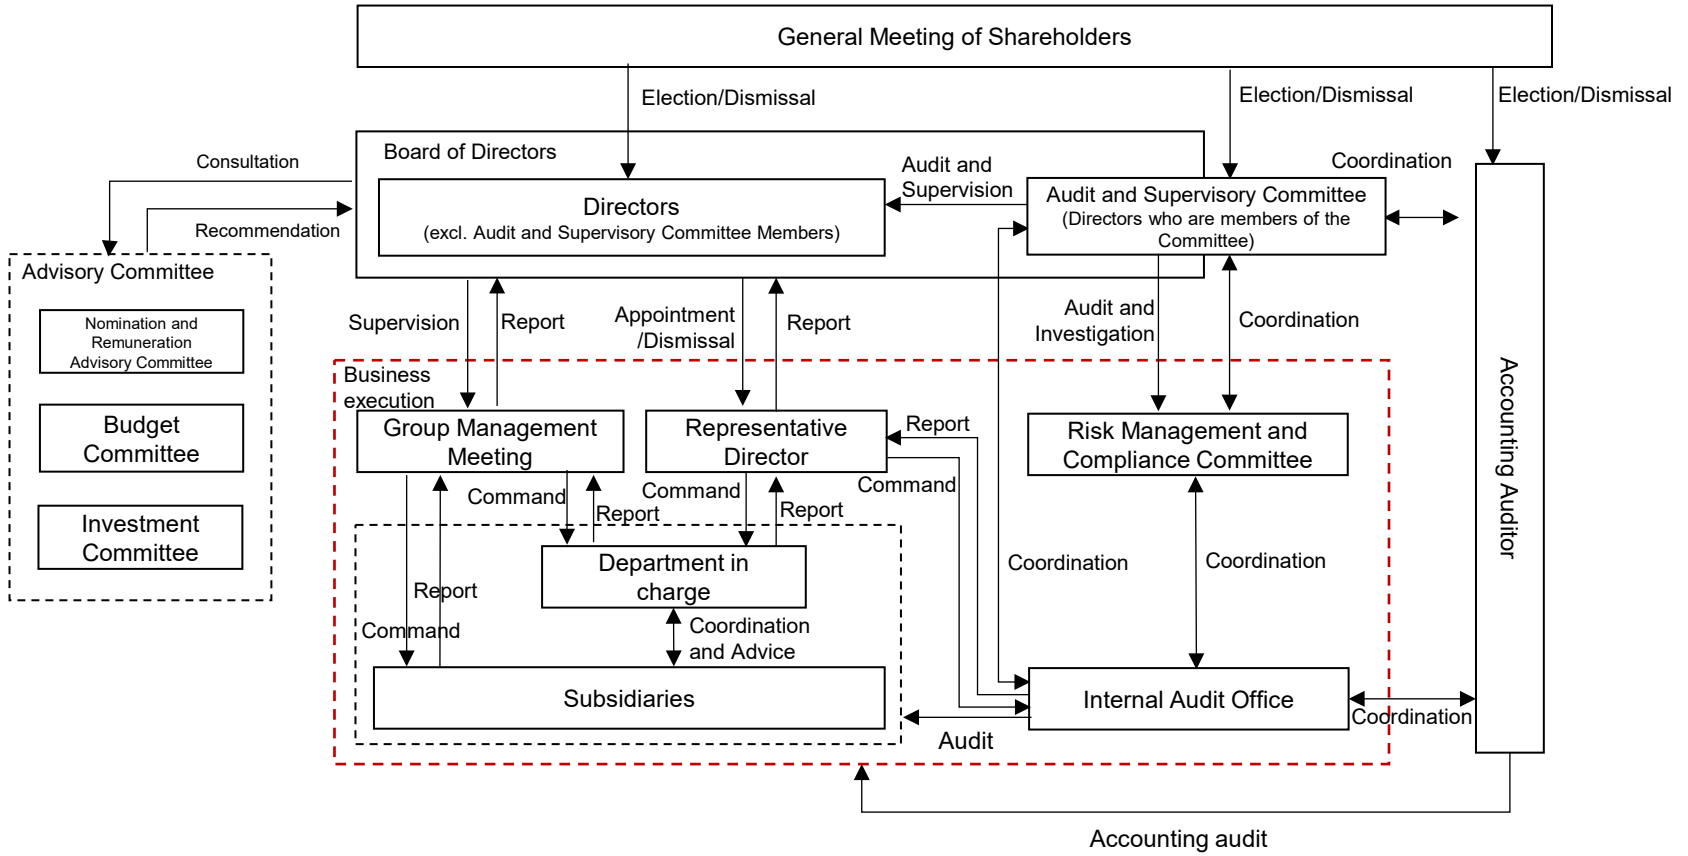 General Meeting of Shareholders
Election/Dismissal
Election/Dismissal
Election/Dismissal
Board of Directors
Consultation
Recommendation
Directors
(excl. Audit and Supervisory Committee Members)
Audit and
Supervision
Audit and Supervisory Committee
(Directors who are members of the
Committee)
Coordination
Advisory Committee
Nomination and
Remuneration
Advisory Committee
Budget
Committee
Investment
Committee
Supervision
Report
Appointment
/Dismissal
Report
Audit and
Investigation
Coordination
Business
execution
Group Management
Meeting
Representative
Director
Report
Command
Risk Management and
Compliance Committee
Accounting Auditor
Command
Report
Command
Report
Department in
charge
Coordination
Coordination
Report
Command
Coordination
and Advice
Subsidiaries
Internal Audit Office
Coordination
Audit
Accounting audit